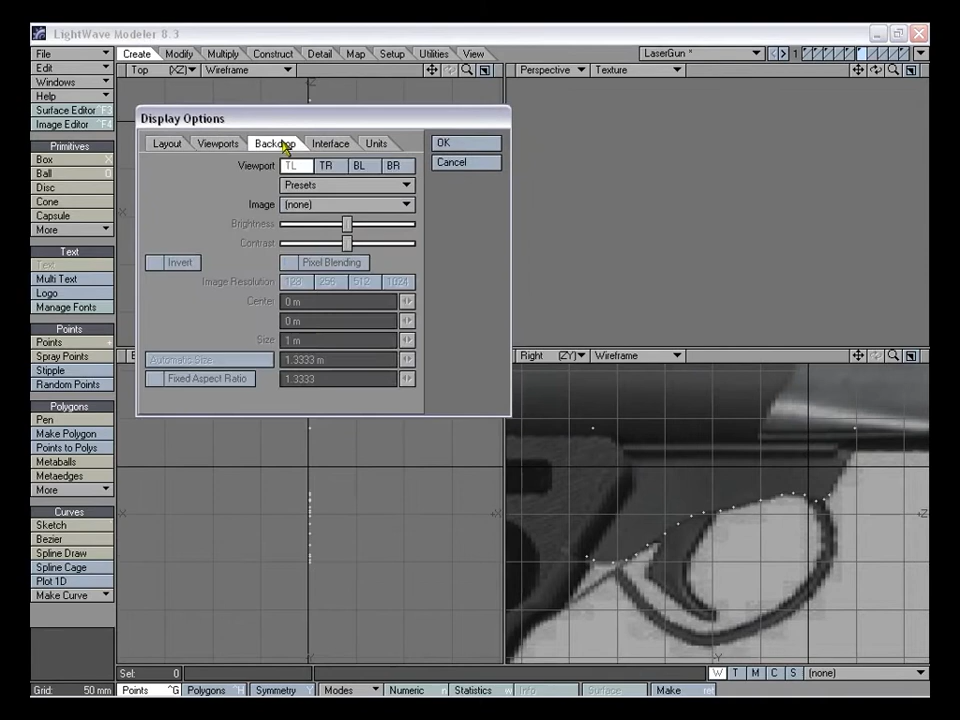 LightWave Modeler 8.3
File Create Modify Multiply Construct Detail Map Setup Utilities View LaserGun * 1
Edit Top (XZ) Wireframe Perspective Texture
Windows
Help
Surface Editor F3
Image Editor ^F4
Primitives
Box X
Ball O
Disc
Cone
Capsule
More
Text
Text
Multi Text
Logo
Manage Fonts
Points
Points +
Spray Points
Stipple
Random Points
Polygons
Pen
Make Polygon
Points to Polys
Metaballs
Metaedges
More
Curves
Sketch
Bezier
Spline Draw
Spline Cage
Plot 1D
Make Curve
Display Options
Layout Viewports Backdrop Interface Units OK
Viewport TL TR BL BR Cancel
Presets
Image (none)
Brightness
Contrast
Invert Pixel Blending
Image Resolution 128 256 512 1024
Center 0 m
0 m
Size 1 m
Automatic Size 1.3333 m
Fixed Aspect Ratio 1.3333
Right (ZY) Wireframe
X Z
Y
Sel: 0 W T M C S (none)
Grid: 50 mm Points ^G Polygons ^H Symmetry Y Modes Numeric n Statistics w Info i Surface q Make ret